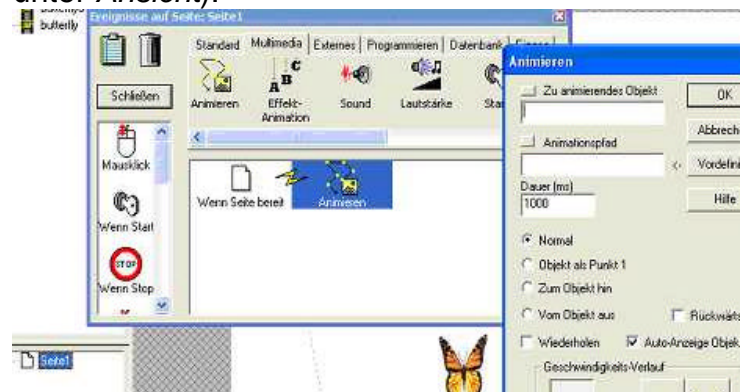 unter Ansicht).
butterfly
Ereignisse auf Seite: Seite1
Standard Multimedia Externes Programmieren Datenbank
Schließen
Animieren Effekt-Animation Sound Lautstärke
Mausklick
Wenn Start
Wenn Stop
Wenn Seite bereit Animieren
Seite1
Animieren
Zu animierendes Objekt
OK
Abbrech
Animationspfad
<- Vordefini
Dauer (ms)
1000
Hilfe
Normal
Objekt als Punkt 1
Zum Objekt hin
Vom Objekt aus Rückwärts
Wiederholen Auto-Anzeige Objek
Geschwindigkeits-Verlauf